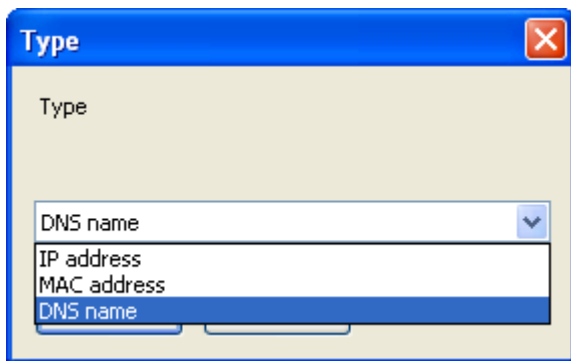 Type
Type
DNS name
IP address
MAC address
DNS name